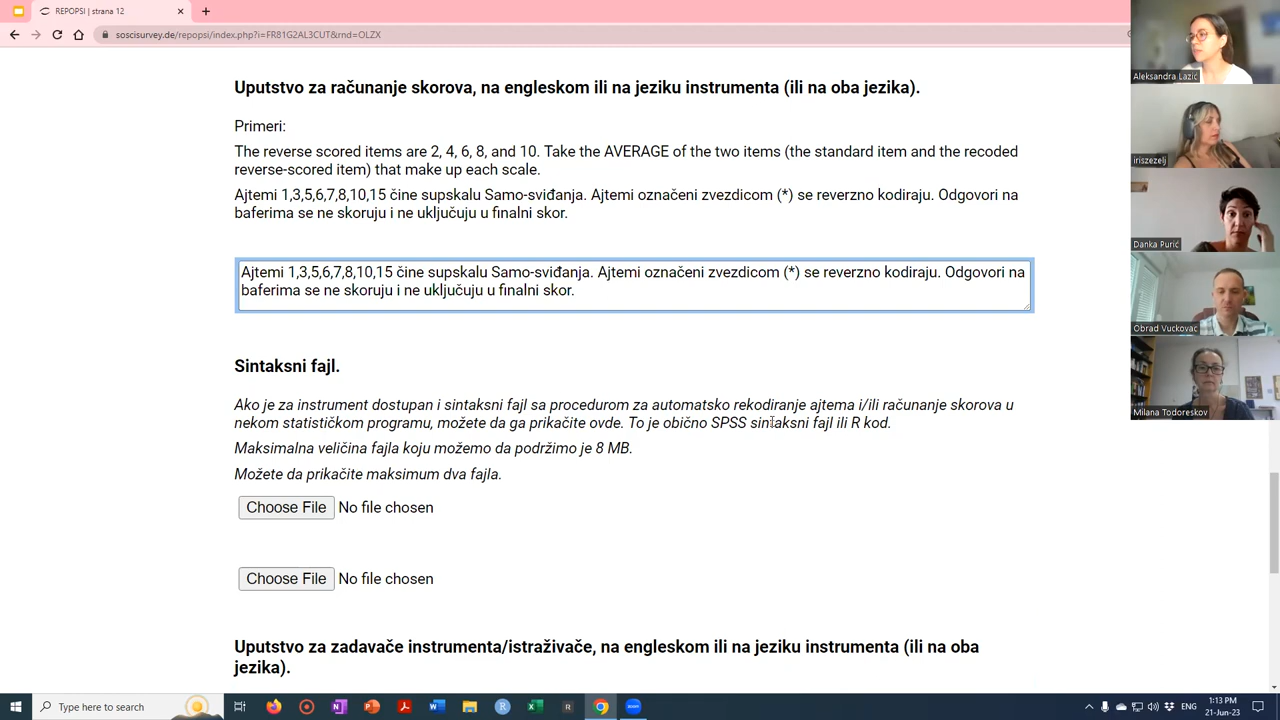 REPOPSI | strana 12
soscisurvey.de/repopsi/index.php?i=FR81G2AL3CUT&rnd=OLZX
Uputstvo za računanje skorova, na engleskom ili na jeziku instrumenta (ili na oba jezika).
Primeri:
The reverse scored items are 2, 4, 6, 8, and 10. Take the AVERAGE of the two items (the standard item and the recoded
reverse-scored item) that make up each scale.
Ajtemi 1,3,5,6,7,8,10,15 čine supskalu Samo-sviđanja. Ajtemi označeni zvezdicom (*) se reverzno kodiraju. Odgovori na
baferima se ne skoruju i ne uključuju u finalni skor.
Ajtemi 1,3,5,6,7,8,10,15 čine supskalu Samo-sviđanja. Ajtemi označeni zvezdicom (*) se reverzno kodiraju. Odgovori na
baferima se ne skoruju i ne uključuju u finalni skor.
Sintaksni fajl.
Ako je za instrument dostupan i sintaksni fajl sa procedurom za automatsko rekodiranje ajtema i/ili računanje skorova u
nekom statističkom programu, možete da ga prikačite ovde. To je obično SPSS sintaksni fajl ili R kod.
Maksimalna veličina fajla koju možemo da podržimo je 8 MB.
Možete da prikačite maksimum dva fajla.
Choose File No file chosen
Choose File No file chosen
Uputstvo za zadavače instrumenta/istraživače, na engleskom ili na jeziku instrumenta (ili na oba
jezika).
Aleksandra Lazić
iriszezelj
Danka Purić
Obrad Vuckovac
Milana Todoreskov
Type here to search
ENG
1:13 PM
21-Jun-23